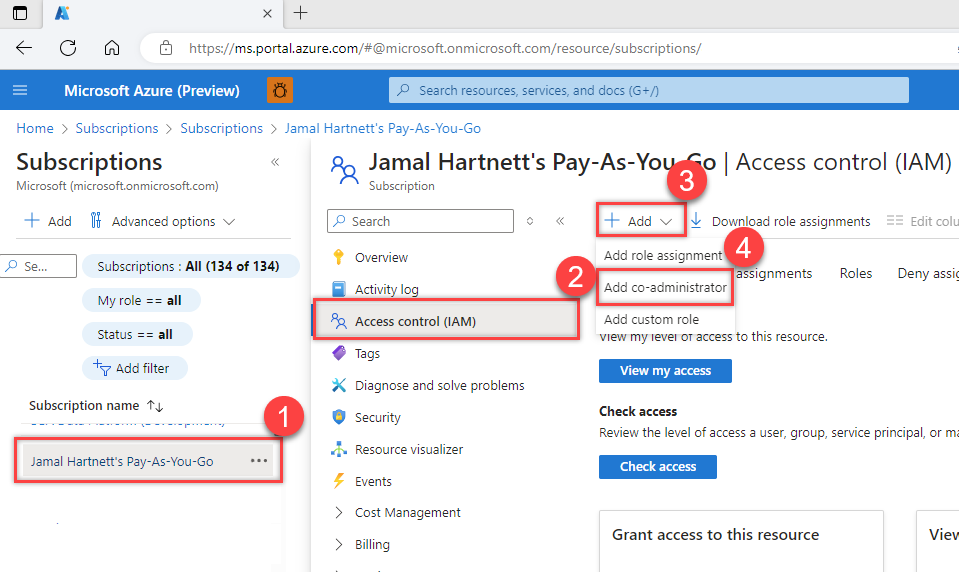 https://ms.portal.azure.com/#@microsoft.onmicrosoft.com/resource/subscriptions/
Microsoft Azure (Preview)
Search resources, services, and docs (G+/)
Home > Subscriptions > Subscriptions > Jamal Hartnett's Pay-As-You-Go
Subscriptions
Microsoft (microsoft.onmicrosoft.com)
Add
Advanced options
Se...
Subscriptions : All (134 of 134)
My role == all
Status == all
Add filter
Subscription name
1
Jamal Hartnett's Pay-As-You-Go
Jamal Hartnett's Pay-As-You-Go | Access control (IAM)
Subscription
Search
Overview
Activity log
2
Access control (IAM)
Tags
Diagnose and solve problems
Security
Resource visualizer
Events
Cost Management
Billing
3
Add
Download role assignments
Edit colu
4
Add role assignment
Add co-administrator
Add custom role
assignments
Roles
Deny assig
View my level of access to this resource.
View my access
Check access
Review the level of access a user, group, service principal, or ma
Check access
Grant access to this resource
View